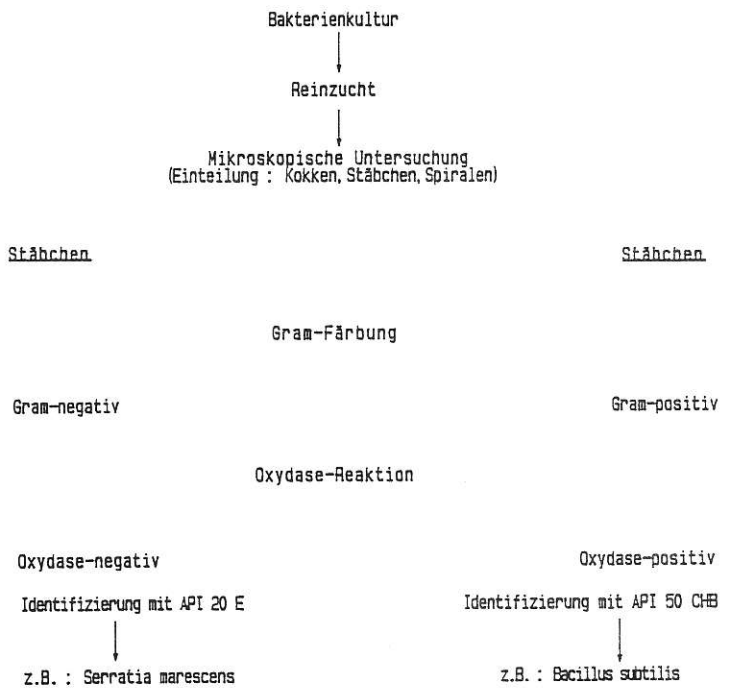 Bakterienkultur
Reinzucht
Mikroskopische Untersuchung
(Einteilung : Kokken, Stäbchen, Spiralen)
Stäbchen Stäbchen
Gram-Färbung
Gram-negativ Gram-positiv
Oxydase-Reaktion
Oxydase-negativ Oxydase-positiv
Identifizierung mit API 20 E Identifizierung mit API 50 CHB
z.B. : Serratia marescens z.B. : Bacillus subtilis